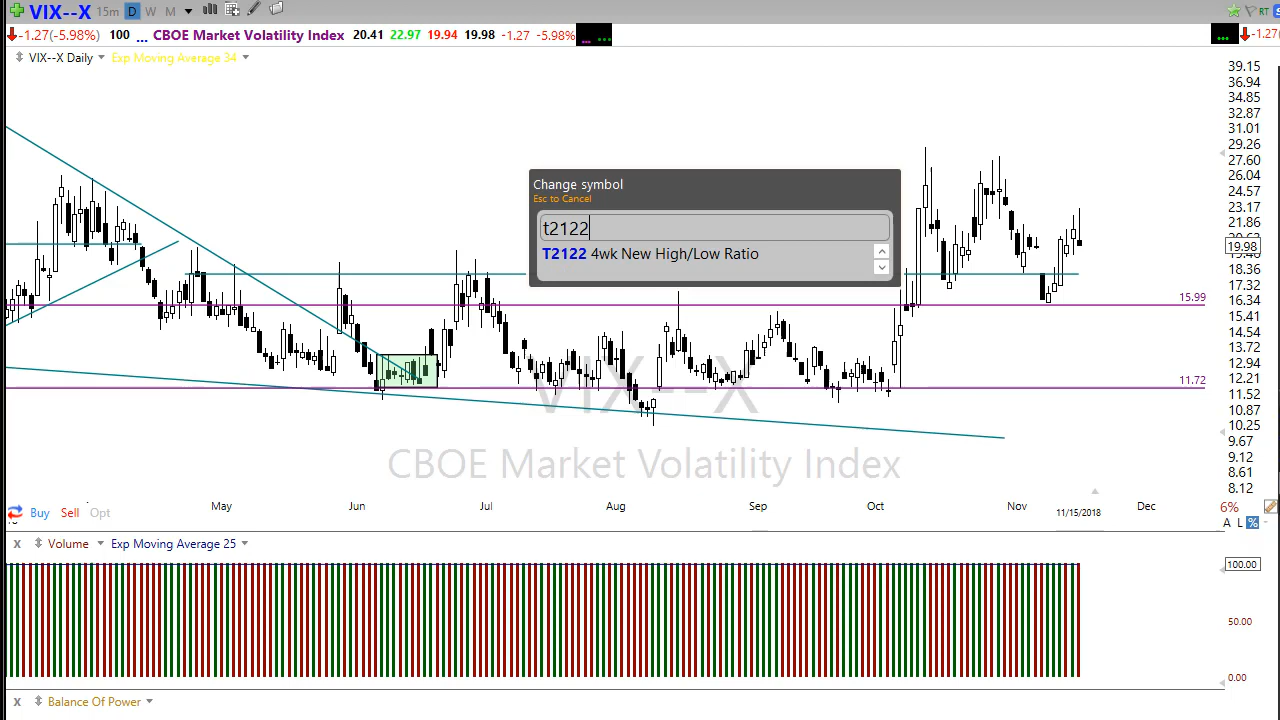 VIX--X 15m D W M RT
-1.27(-5.98%) 100 ... CBOE Market Volatility Index 20.41 22.97 19.94 19.98 -1.27 -5.98% ... ... ... -1.27(
VIX--X Daily Exp Moving Average 34
39.15
36.94
34.85
32.87
31.01
29.26
27.60
26.04
24.57
23.17
21.86
19.98
18.36
17.32
16.34
15.41
14.54
13.72
12.94
12.21
11.52
10.87
10.25
9.67
9.12
8.61
8.12
Change symbol
Esc to Cancel
t2122
T2122 4wk New High/Low Ratio
15.99
11.72
VIX--X
CBOE Market Volatility Index
May Jun Jul Aug Sep Oct Nov Dec
11/15/2018
Buy Sell Opt
6%
A L %
X Volume Exp Moving Average 25
100.00
50.00
0.00
X Balance Of Power